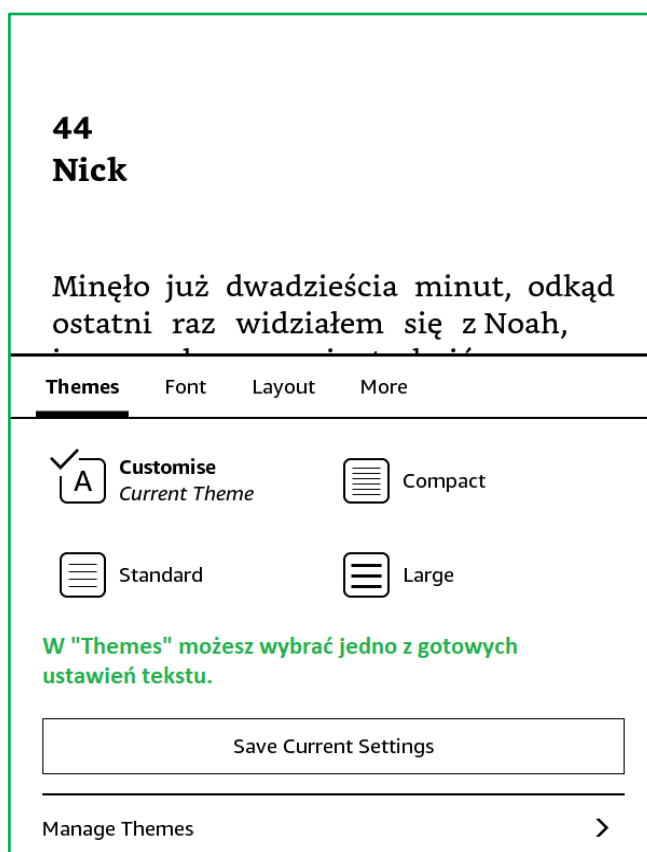 44
Nick
Minęło już dwadzieścia minut, odkąd
ostatni raz widziałem się z Noah,
Themes Font Layout More
A Customise
Current Theme
Compact
Standard
Large
W "Themes" możesz wybrać jedno z gotowych
ustawień tekstu.
Save Current Settings
Manage Themes